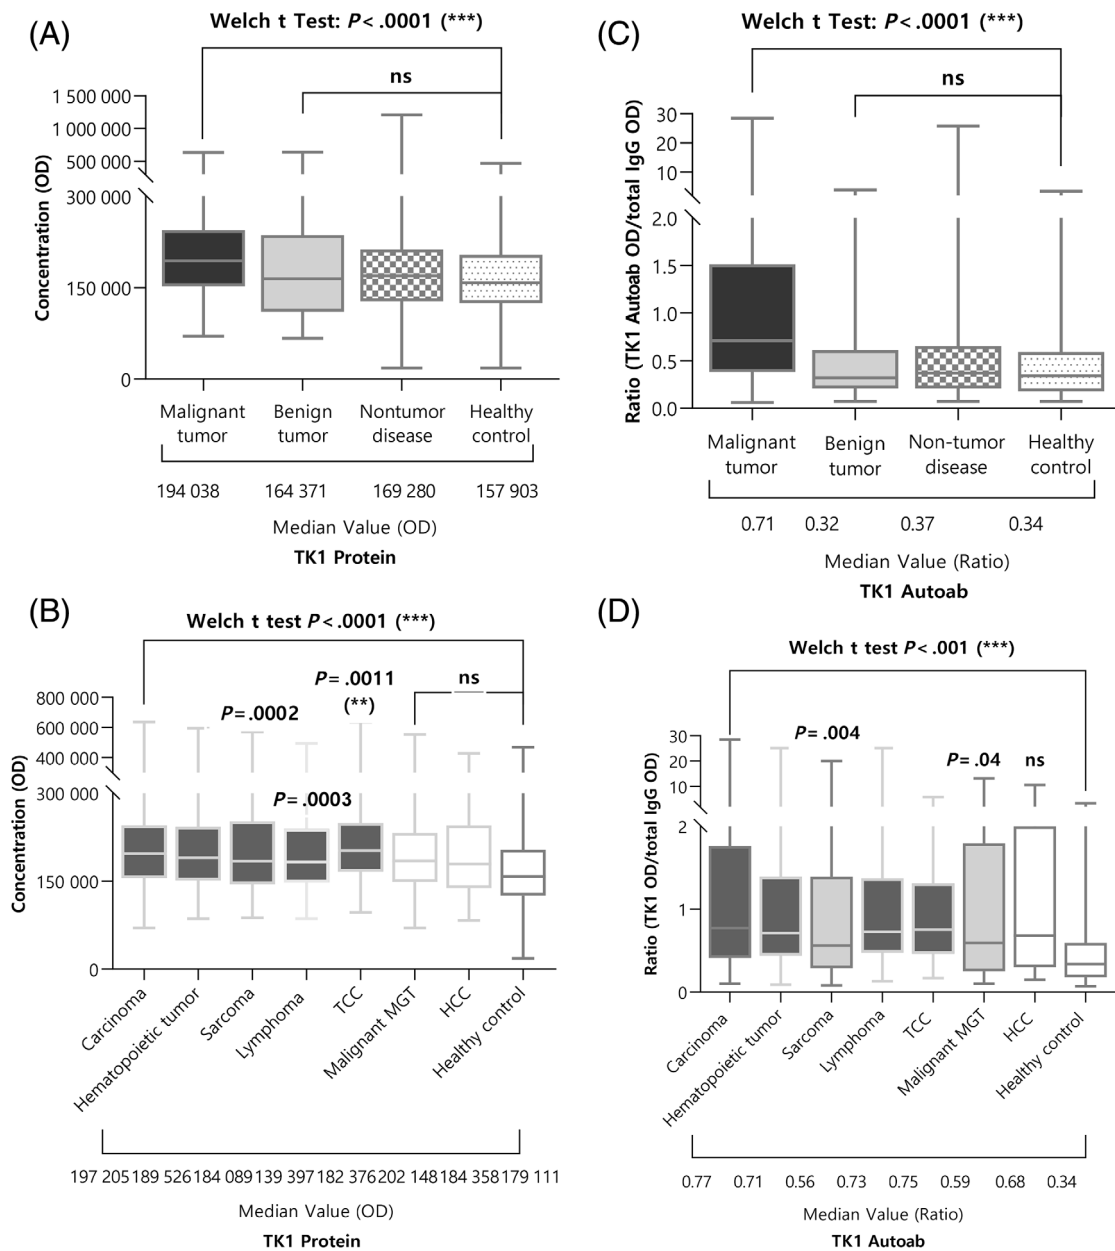 (A)
Welch t Test: P< .0001 (***)
ns
1 500 000
1 000 000
500 000
300 000
150 000
0
Concentration (OD)
Malignant tumor
Benign tumor
Nontumor disease
Healthy control
194 038 164 371 169 280 157 903
Median Value (OD)
TK1 Protein
(C)
Welch t Test: P< .0001 (***)
ns
30
20
10
2.0
1.5
1.0
0.5
0.0
Ratio (TK1 Autoab OD/total IgG OD)
Malignant tumor
Benign tumor
Non-tumor disease
Healthy control
0.71 0.32 0.37 0.34
Median Value (Ratio)
TK1 Autoab
(B)
Welch t test P< .0001 (***)
P= .0011
(**)
ns
P= .0002
P= .0003
800 000
600 000
400 000
300 000
150 000
0
Concentration (OD)
Carcinoma
Hematopoietic tumor
Sarcoma
Lymphoma
TCC
Malignant MGT
HCC
Healthy control
197 205 189 526 184 089 139 397 182 376 202 148 184 358 179 111
Median Value (OD)
TK1 Protein
(D)
Welch t test P< .001 (***)
P= .004
P= .04
ns
30
20
10
2
1
0
Ratio (TK1 OD/total IgG OD)
Carcinoma
Hematopoietic tumor
Sarcoma
Lymphoma
TCC
Malignant MGT
HCC
Healthy control
0.77 0.71 0.56 0.73 0.75 0.59 0.68 0.34
Median Value (Ratio)
TK1 Autoab